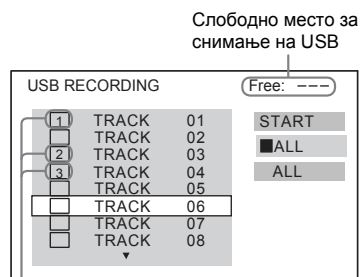 Слободно место за
снимање на USB
USB RECORDING Free: ---
1 TRACK 01 START
TRACK 02 ■ALL
2 TRACK 03 ALL
3 TRACK 04
TRACK 05
TRACK 06
TRACK 07
TRACK 08